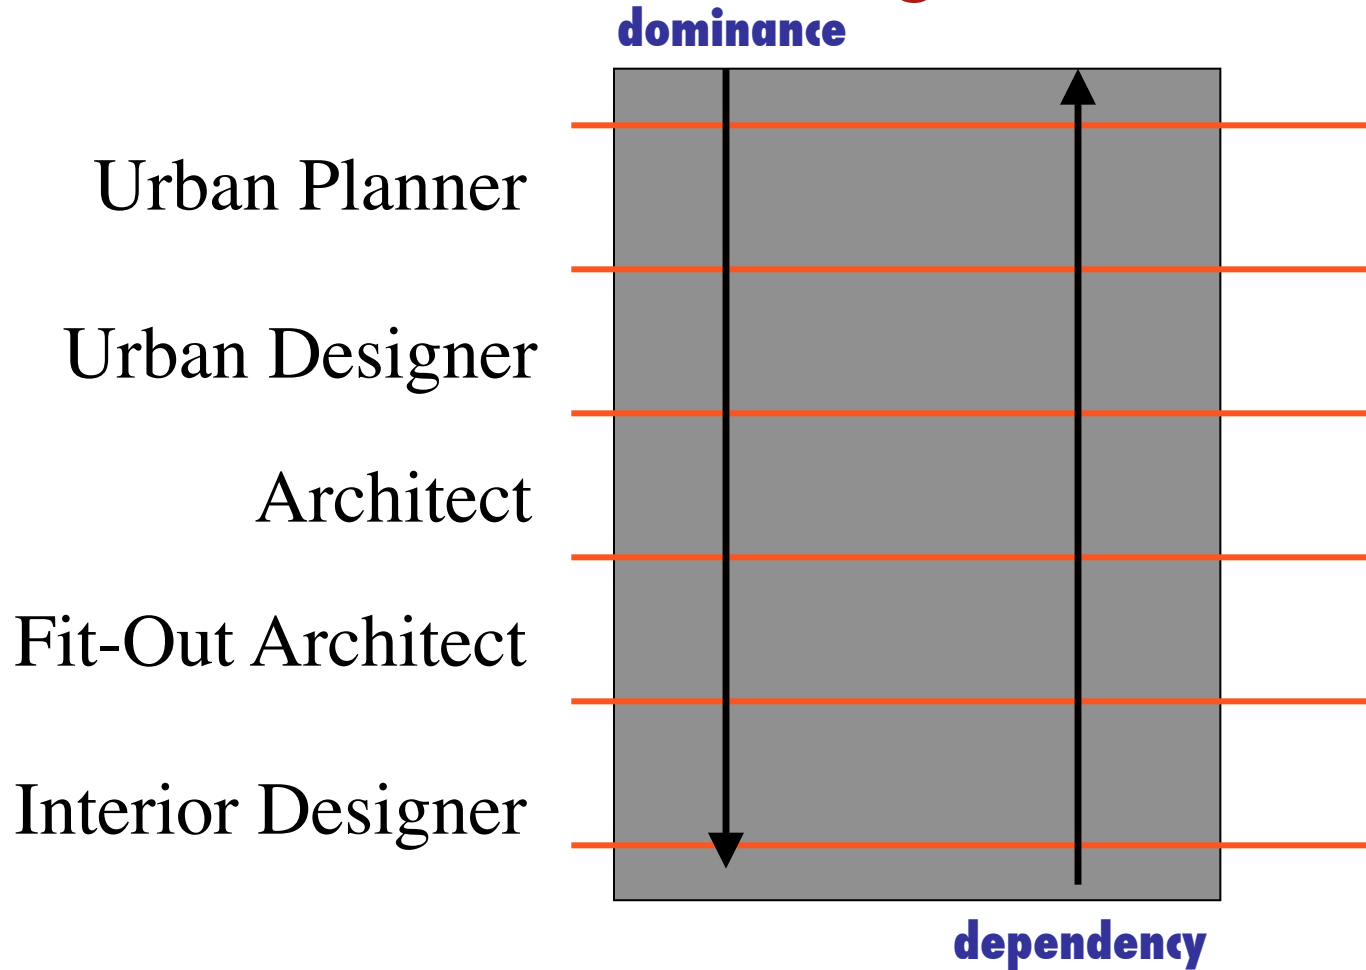 dominance
Urban Planner
Urban Designer
Architect
Fit-Out Architect
Interior Designer
dependency